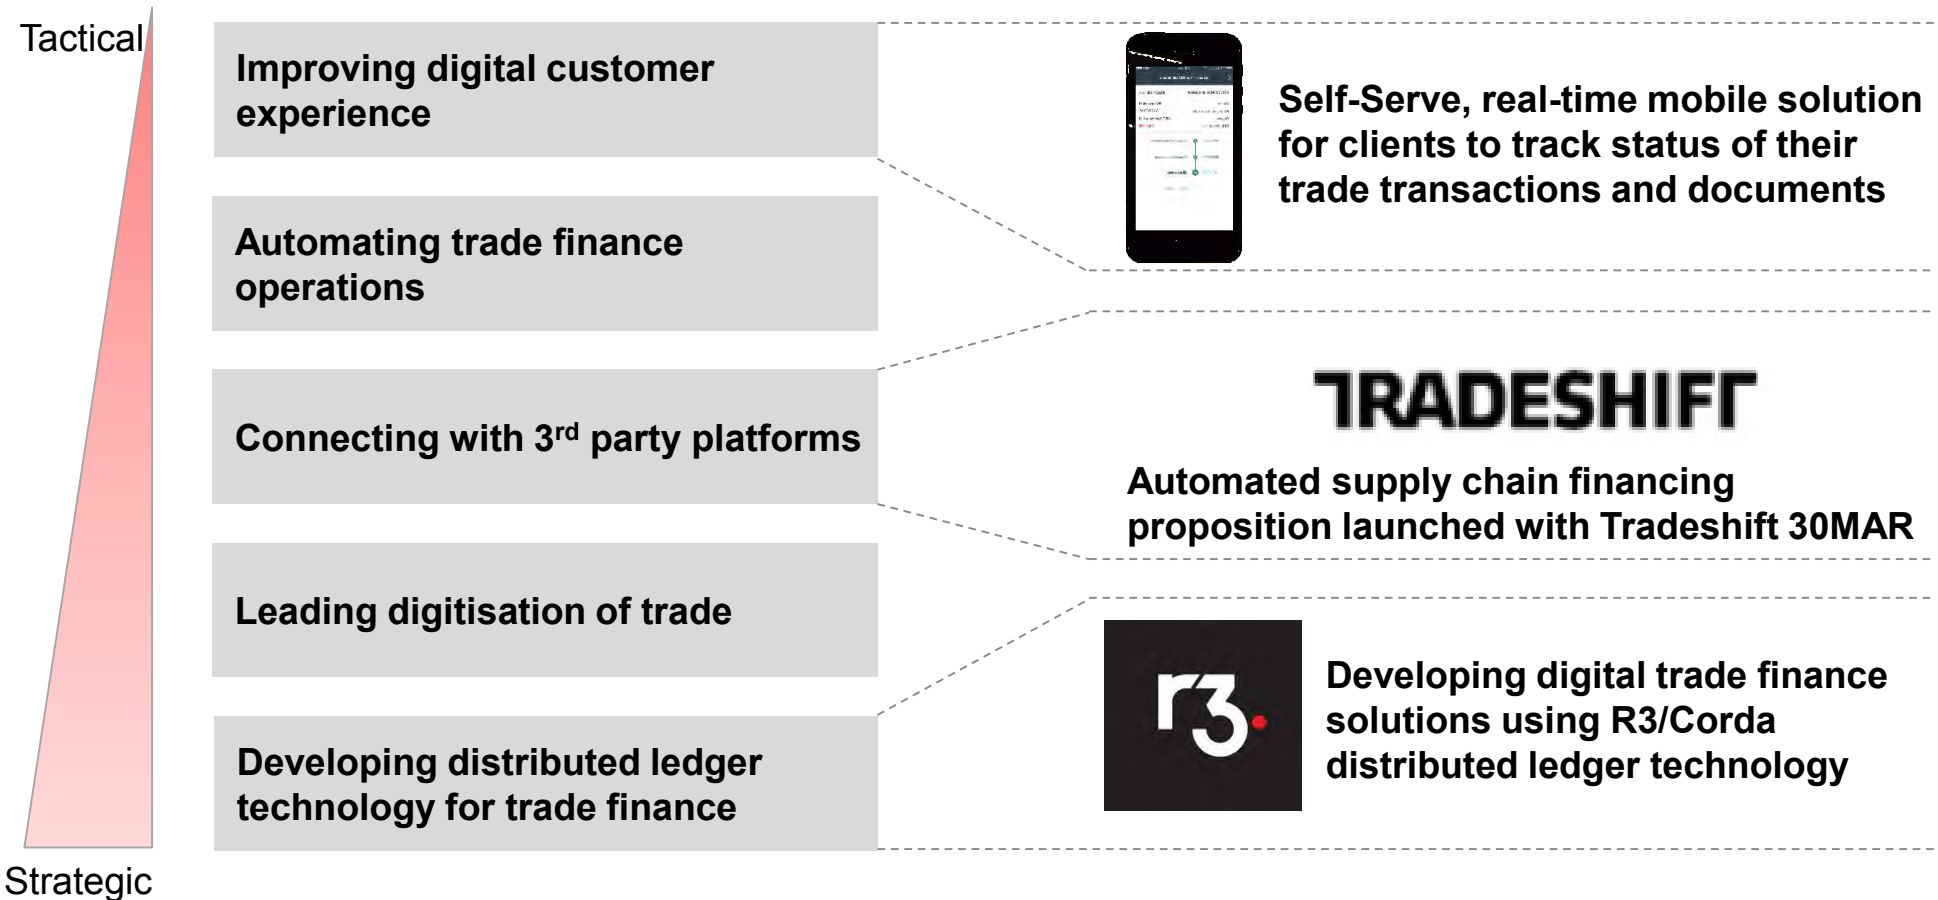 Tactical
Improving digital customer
experience
Self-Serve, real-time mobile solution
for clients to track status of their
trade transactions and documents
Automating trade finance
operations
Connecting with 3rd party platforms
TRADESHIFT
Automated supply chain financing
proposition launched with Tradeshift 30MAR
Leading digitisation of trade
r3.
Developing digital trade finance
solutions using R3/Corda
distributed ledger technology
Developing distributed ledger
technology for trade finance
Strategic